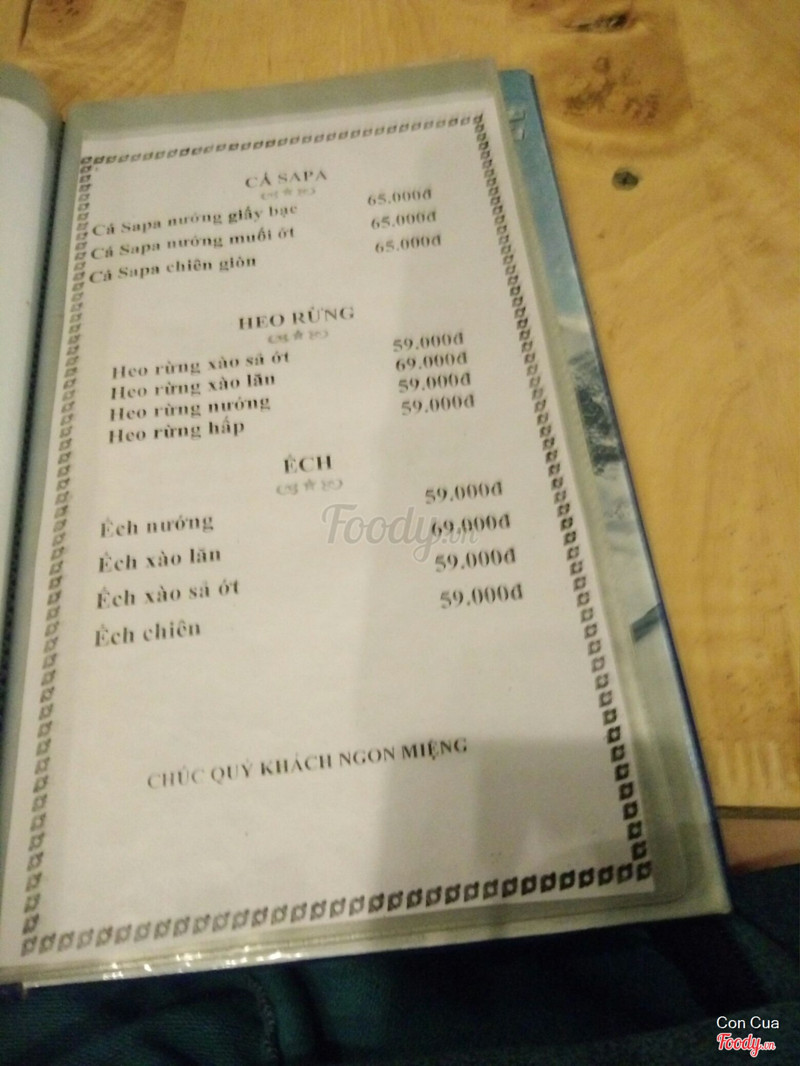 CÁ SAPA
Cá Sapa nướng giấy bạc 65.000đ
Cá Sapa nướng muối ớt 65.000đ
Cá Sapa chiên giòn 65.000đ
HEO RỪNG
Heo rừng xào sả ớt 59.000đ
Heo rừng xào lăn 69.000đ
Heo rừng nướng 59.000đ
Heo rừng hấp 59.000đ
ẾCH
Ếch nướng 59.000đ
Ếch xào lăn 69.000đ
Ếch xào sả ớt 59.000đ
Ếch chiên 59.000đ
CHÚC QUÝ KHÁCH NGON MIỆNG
Foody.vn
Con Cua
Foody.vn